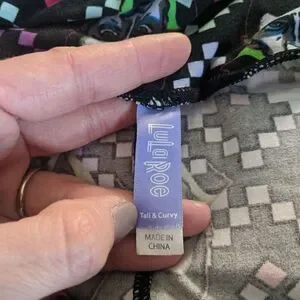 LuLaRoe
Tall & Curvy
MADE IN
CHINA